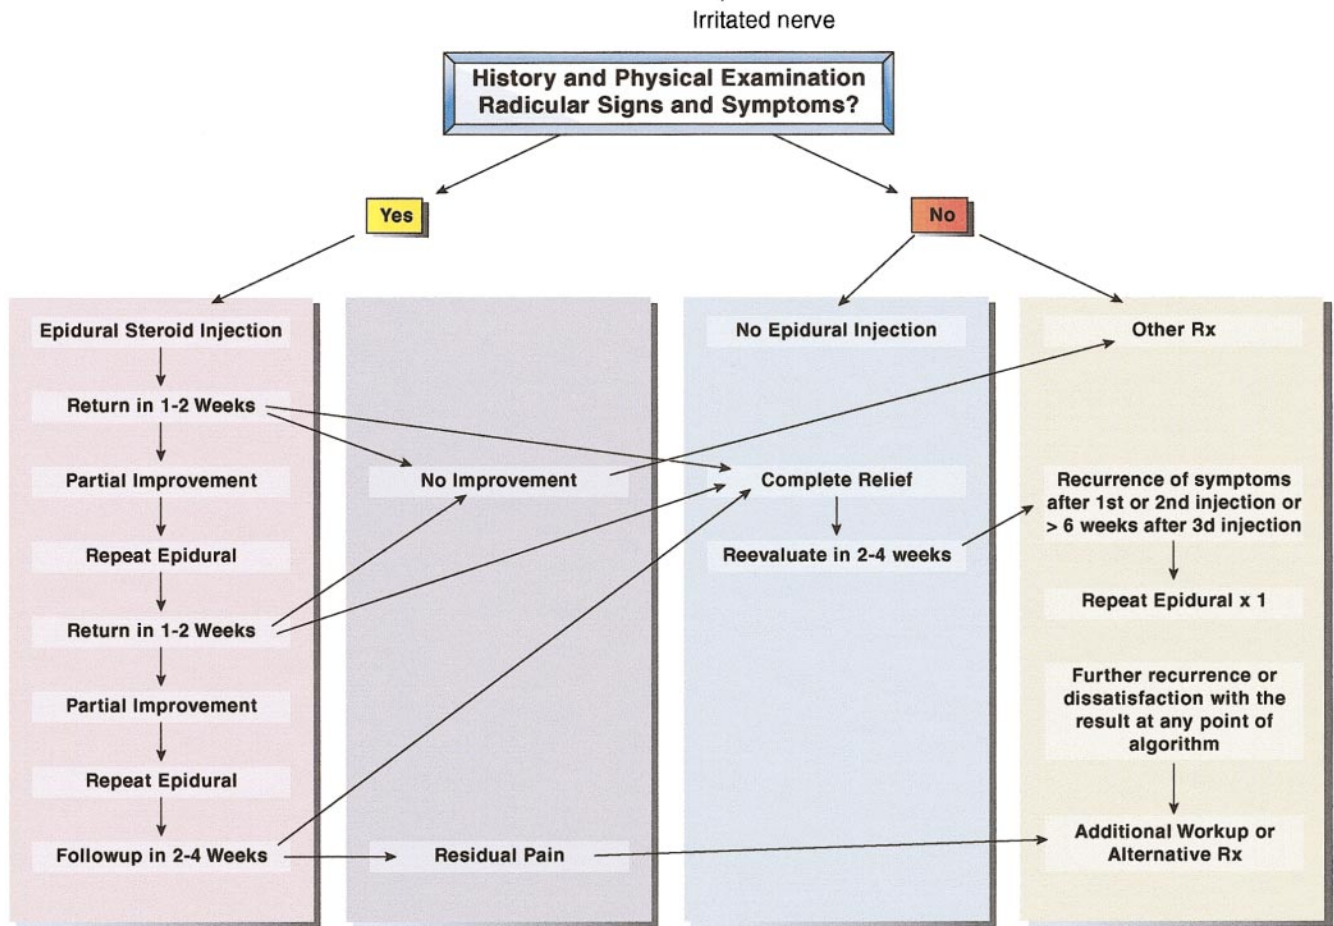 Irritated nerve
History and Physical Examination
Radicular Signs and Symptoms?
Yes
No
Epidural Steroid Injection
Return in 1-2 Weeks
Partial Improvement
Repeat Epidural
Return in 1-2 Weeks
Partial Improvement
Repeat Epidural
Followup in 2-4 Weeks
No Improvement
Residual Pain
No Epidural Injection
Complete Relief
Reevaluate in 2-4 weeks
Other Rx
Recurrence of symptoms
after 1st or 2nd injection or
> 6 weeks after 3d injection
Repeat Epidural x 1
Further recurrence or
dissatisfaction with the
result at any point of
algorithm
Additional Workup or
Alternative Rx